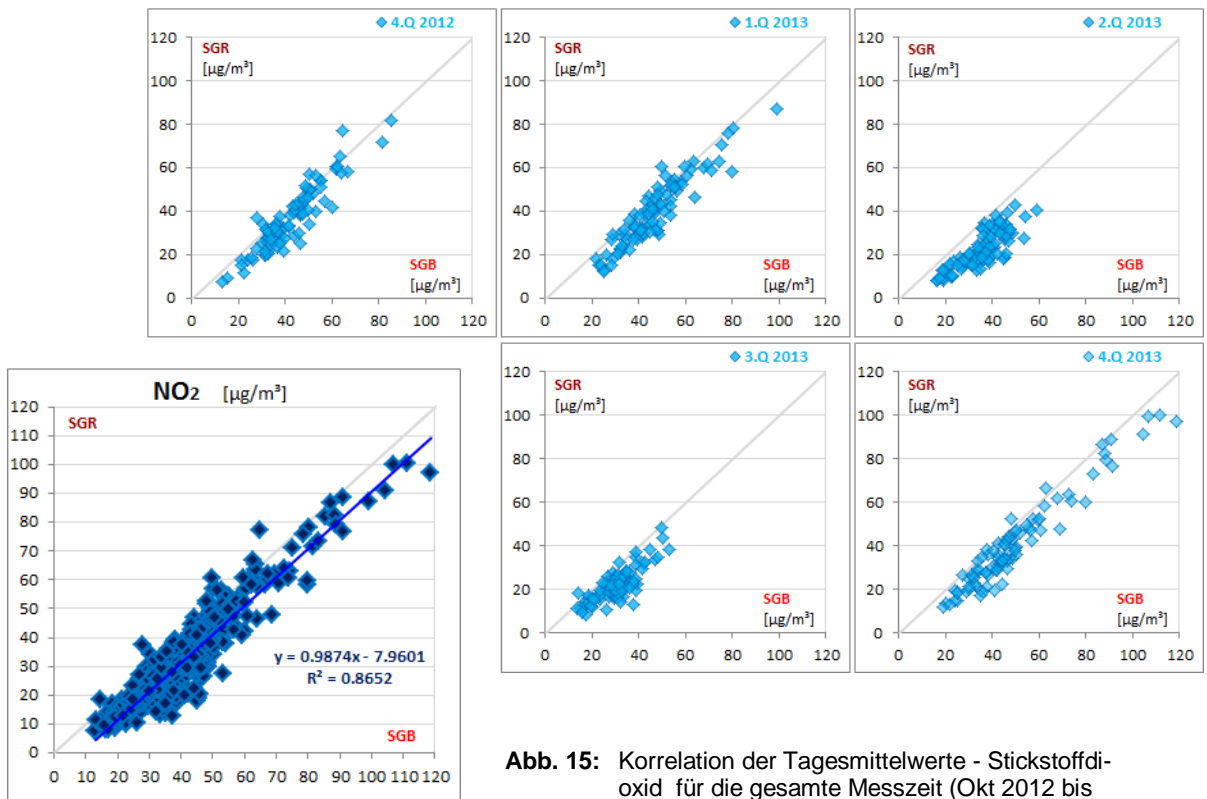 4.Q 2012
120
SGR
[µg/m³]
100
80
60
40
20
0
SGB
[µg/m³]
0 20 40 60 80 100 120
1.Q 2013
120
SGR
[µg/m³]
100
80
60
40
20
0
SGB
[µg/m³]
0 20 40 60 80 100 120
2.Q 2013
120
SGR
[µg/m³]
100
80
60
40
20
0
SGB
[µg/m³]
0 20 40 60 80 100 120
3.Q 2013
120
SGR
[µg/m³]
100
80
60
40
20
0
SGB
[µg/m³]
0 20 40 60 80 100 120
4.Q 2013
120
SGR
[µg/m³]
100
80
60
40
20
0
SGB
[µg/m³]
0 20 40 60 80 100 120
NO2 [µg/m³]
120
SGR
110
100
90
80
70
60
50
40
30
20
10
0
y = 0.9874x - 7.9601
R² = 0.8652
SGB
0 10 20 30 40 50 60 70 80 90 100 110 120
Abb. 15: Korrelation der Tagesmittelwerte - Stickstoffdi-
oxid für die gesamte Messzeit (Okt 2012 bis